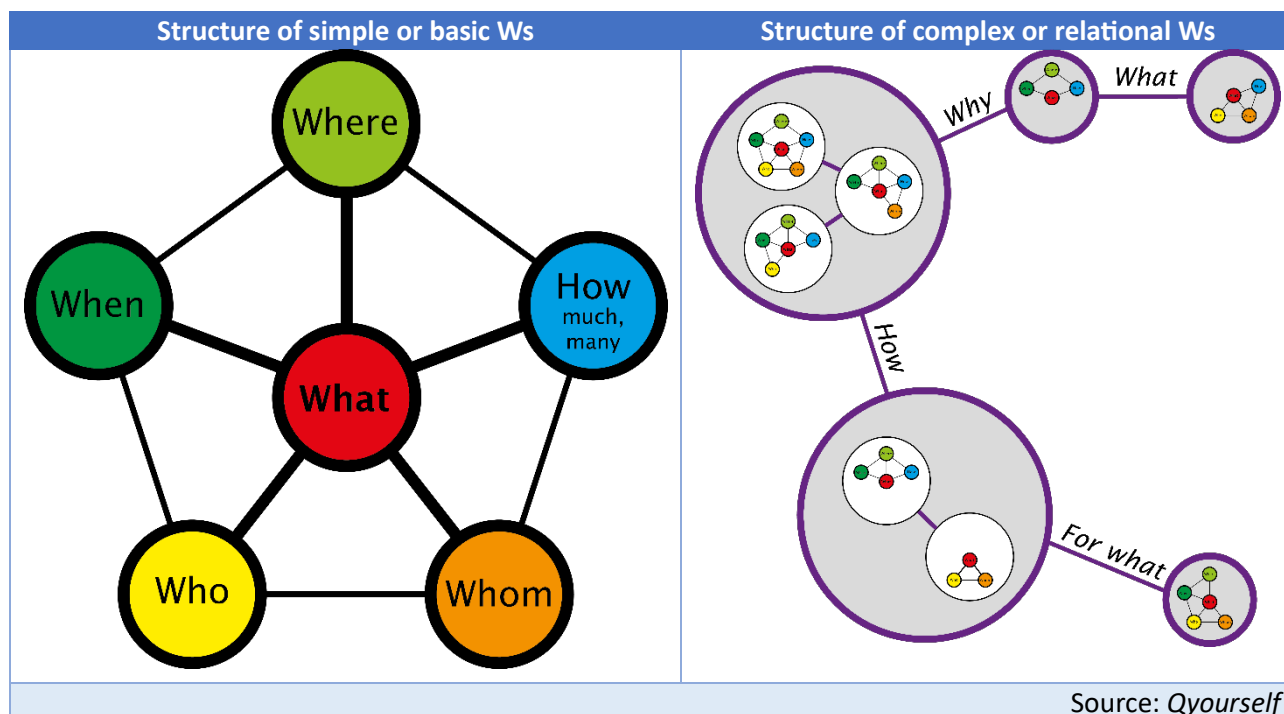 Structure of simple or basic Ws
Structure of complex or relational Ws
Where
When
How
much,
many
What
Who
Whom
Why
What
How
For what
Source: Qyourself